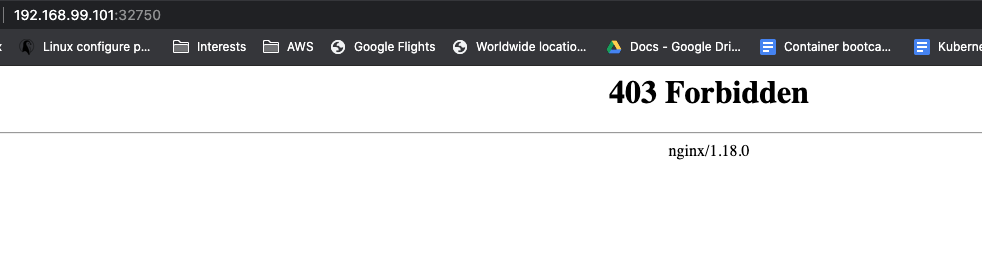 192.168.99.101:32750
Linux configure p... Interests AWS Google Flights Worldwide locatio... Docs - Google Dri... Container bootca... Kuberne
403 Forbidden
nginx/1.18.0